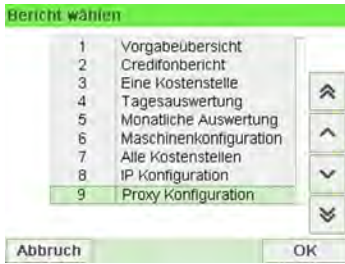 Bericht wählen
1 Vorgabeübersicht
2 Credifonbericht
3 Eine Kostenstelle
4 Tagesauswertung
5 Monatliche Auswertung
6 Maschinenkonfiguration
7 Alle Kostenstellen
8 IP Konfiguration
9 Proxy Konfiguration
Abbruch OK